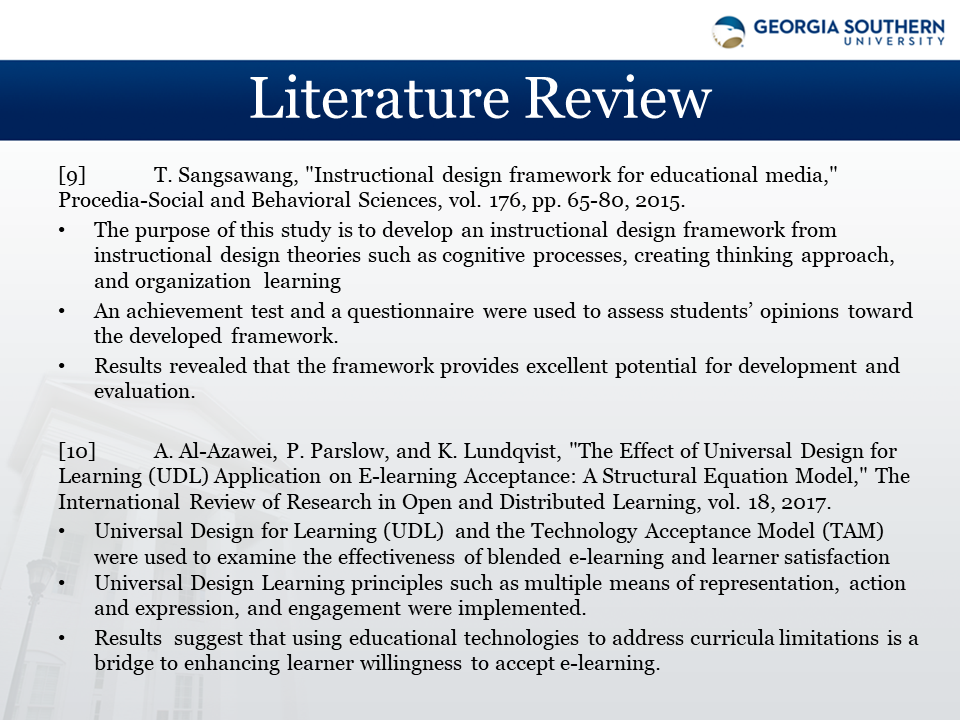 GEORGIA SOUTHERN
UNIVERSITY
Literature Review
[9] T. Sangsawang, "Instructional design framework for educational media,"
Procedia-Social and Behavioral Sciences, vol. 176, pp. 65-80, 2015.
• The purpose of this study is to develop an instructional design framework from
instructional design theories such as cognitive processes, creating thinking approach,
and organization learning
• An achievement test and a questionnaire were used to assess students’ opinions toward
the developed framework.
• Results revealed that the framework provides excellent potential for development and
evaluation.
[10] A. Al-Azawei, P. Parslow, and K. Lundqvist, "The Effect of Universal Design for
Learning (UDL) Application on E-learning Acceptance: A Structural Equation Model," The
International Review of Research in Open and Distributed Learning, vol. 18, 2017.
• Universal Design for Learning (UDL) and the Technology Acceptance Model (TAM)
were used to examine the effectiveness of blended e-learning and learner satisfaction
• Universal Design Learning principles such as multiple means of representation, action
and expression, and engagement were implemented.
• Results suggest that using educational technologies to address curricula limitations is a
bridge to enhancing learner willingness to accept e-learning.